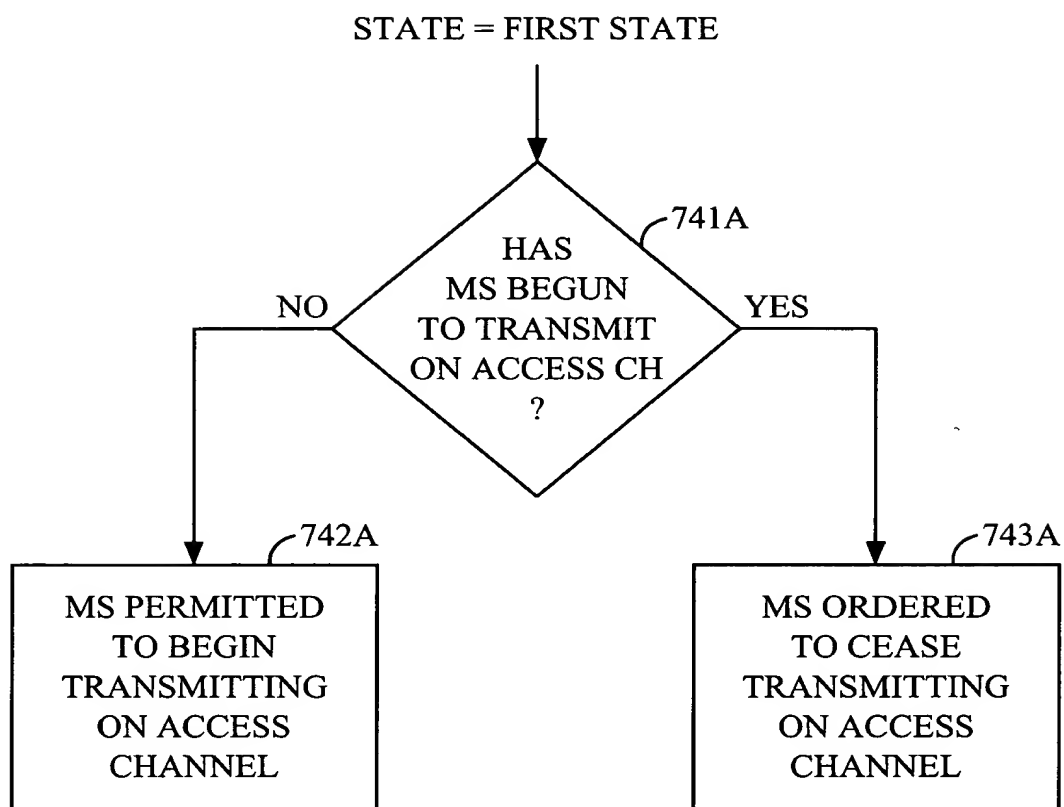 STATE = FIRST STATE
741A
HAS
MS BEGUN
TO TRANSMIT
ON ACCESS CH
?
NO
YES
742A
MS PERMITTED
TO BEGIN
TRANSMITTING
ON ACCESS
CHANNEL
743A
MS ORDERED
TO CEASE
TRANSMITTING
ON ACCESS
CHANNEL